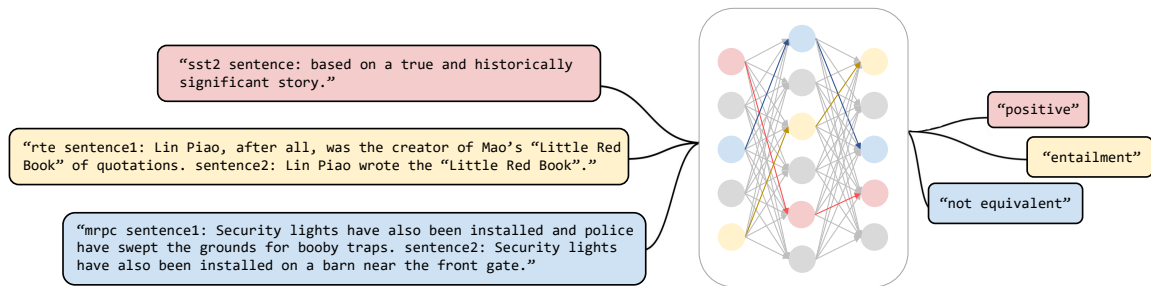 “sst2 sentence: based on a true and historically
significant story.”
“rte sentence1: Lin Piao, after all, was the creator of Mao’s “Little Red
Book” of quotations. sentence2: Lin Piao wrote the “Little Red Book”.”
“mrpc sentence1: Security lights have also been installed and police
have swept the grounds for booby traps. sentence2: Security lights
have also been installed on a barn near the front gate.”
“positive”
“entailment”
“not equivalent”